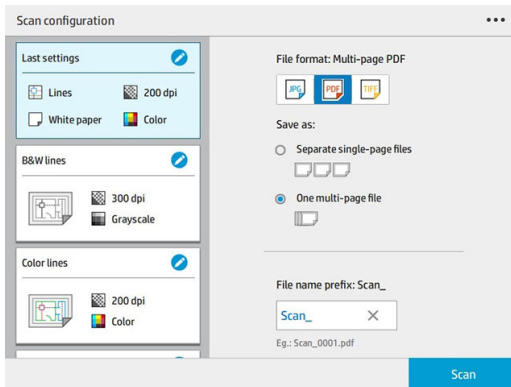 Scan configuration
Last settings
Lines
200 dpi
White paper
Color
B&W lines
300 dpi
Grayscale
Color lines
200 dpi
Color
File format: Multi-page PDF
JPG
PDF
TIFF
Save as:
Separate single-page files
One multi-page file
File name prefix: Scan_
Scan_
Eg.: Scan_0001.pdf
Scan